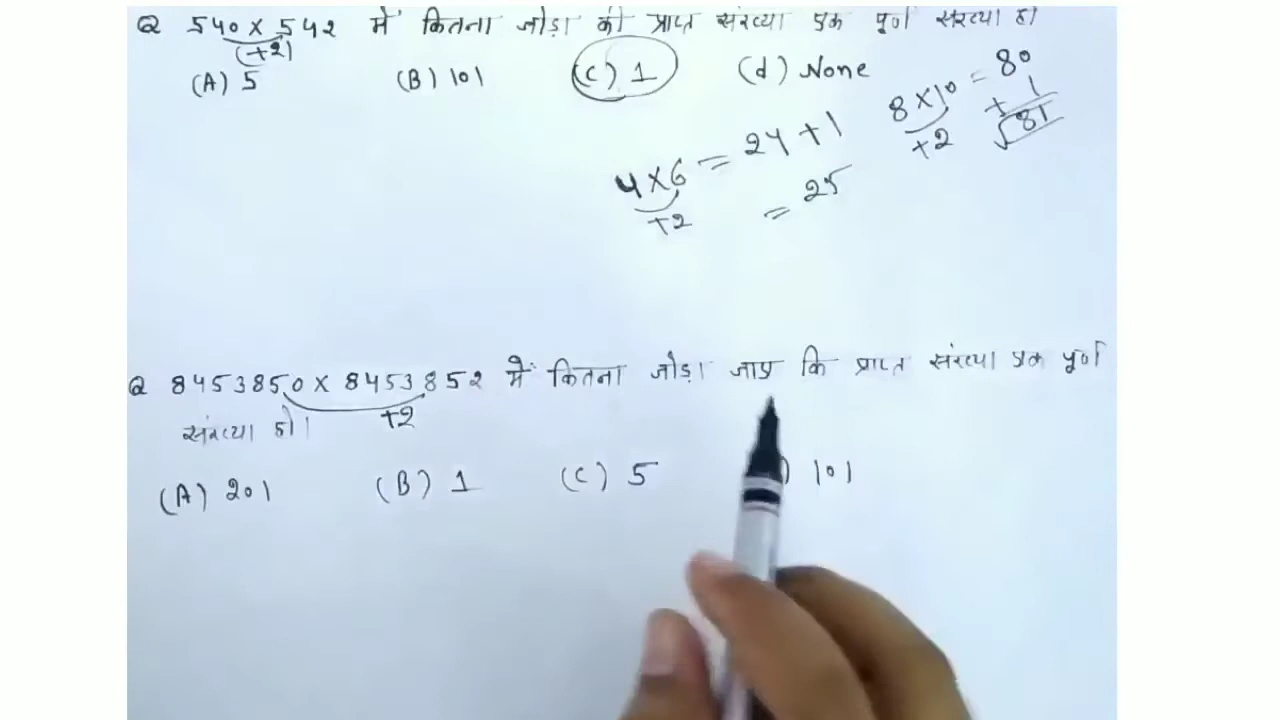 Q 540 x 542 में कितना जोड़ा की प्राप्त संख्या एक पूर्ण संख्या हो
(+2)
(A) 5 (B) 101 (C) 1 (d) None
4 x 6 = 24 + 1
+2
= 25
8 x 10 = 80
+2
+ 1
√81
Q 8453850 x 8453852 में कितना जोड़ा जाए कि प्राप्त संख्या एक पूर्ण
+2
संख्या हो।
(A) 201 (B) 1 (C) 5 ) 101